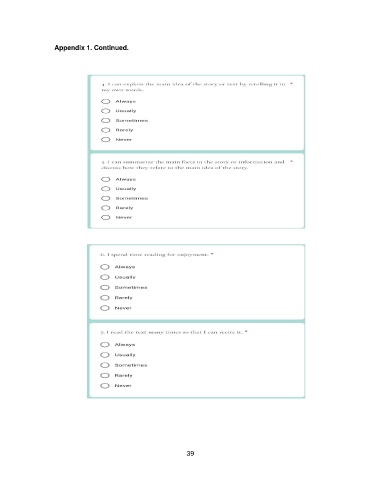 Appendix 1. Continued.
4. I can explain the main idea of the story or text by retelling it in *
my own words.
Always
Usually
Sometimes
Rarely
Never
5. I can summarize the main facts in the story or information and *
discuss how they relate to the main idea of the story.
Always
Usually
Sometimes
Rarely
Never
6. I spend time reading for enjoyment. *
Always
Usually
Sometimes
Rarely
Never
7. I read the text many times so that I can recite it. *
Always
Usually
Sometimes
Rarely
Never
39